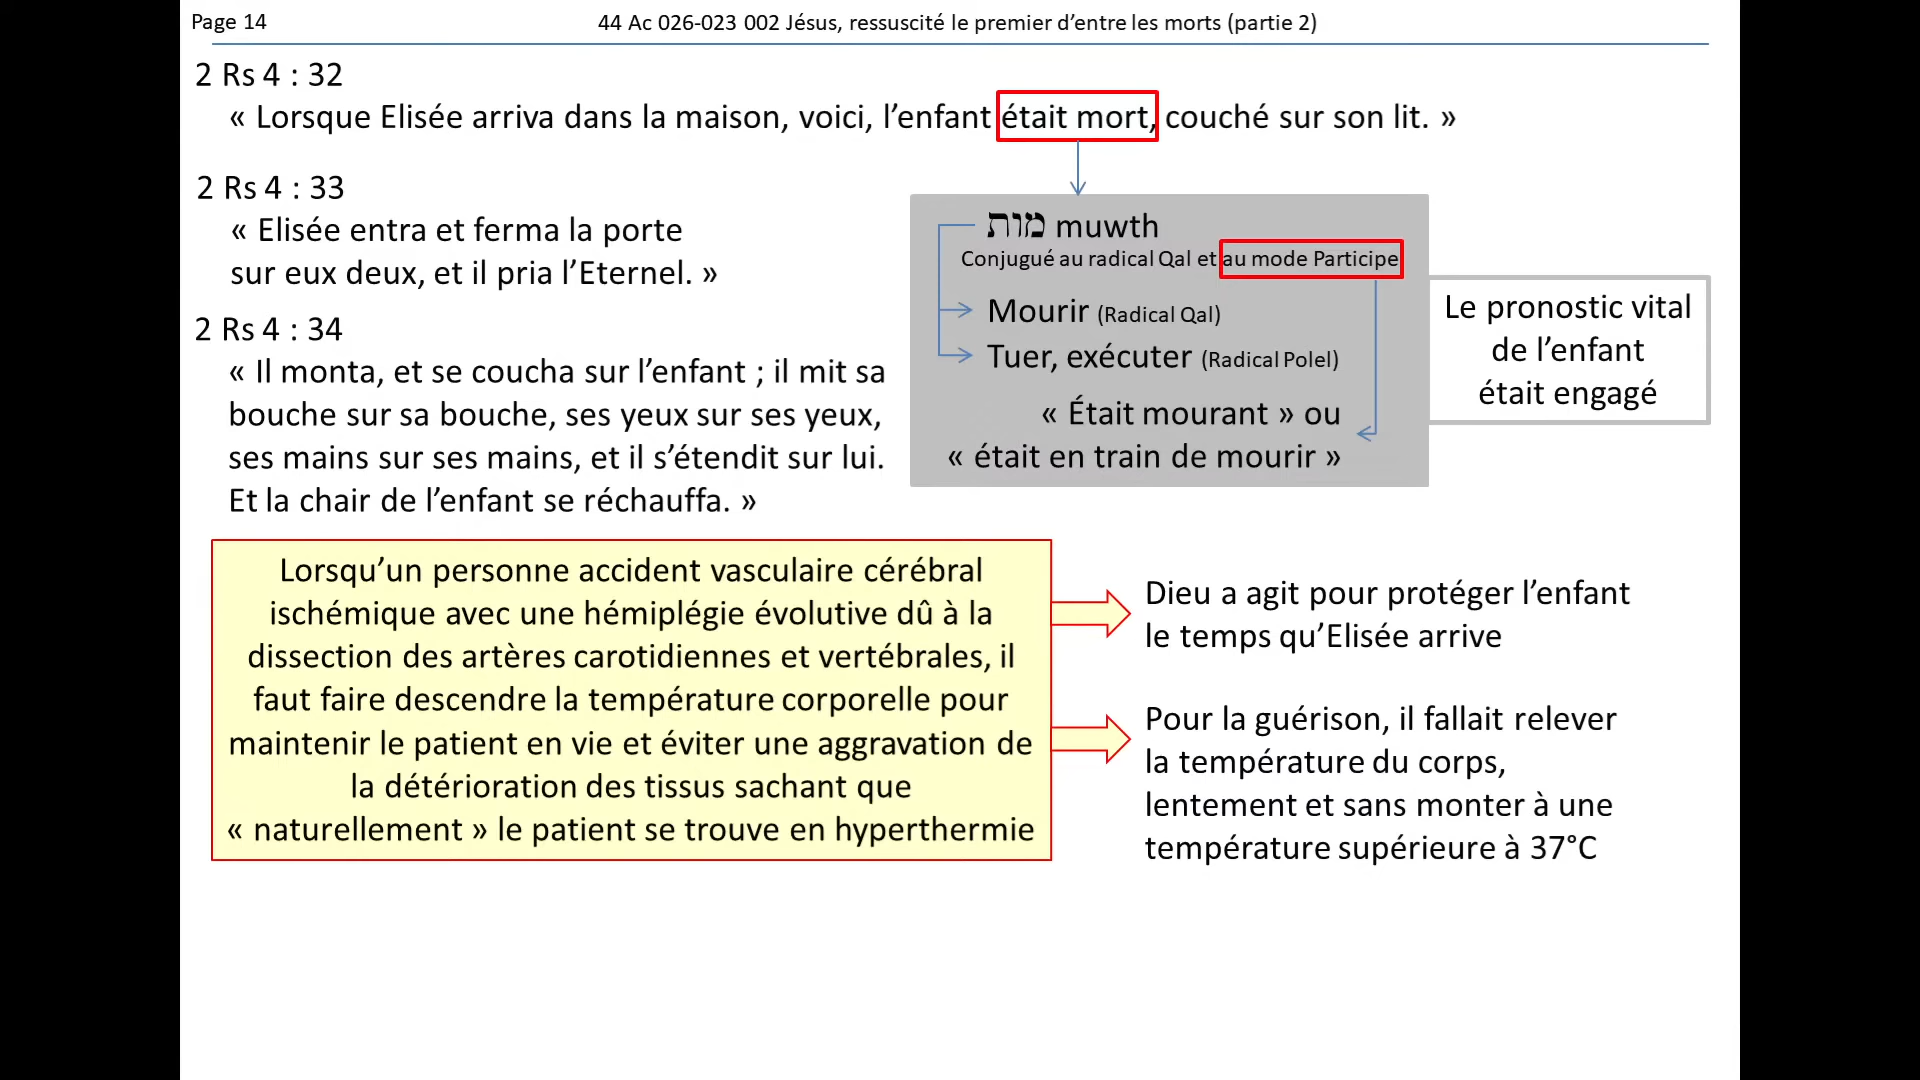 Page 14
44 Ac 026-023 002 Jésus, ressuscité le premier d’entre les morts (partie 2)
2 Rs 4 : 32
« Lorsque Elisée arriva dans la maison, voici, l’enfant était mort, couché sur son lit. »
2 Rs 4 : 33
« Elisée entra et ferma la porte
sur eux deux, et il pria l’Eternel. »
2 Rs 4 : 34
« Il monta, et se coucha sur l’enfant ; il mit sa
bouche sur sa bouche, ses yeux sur ses yeux,
ses mains sur ses mains, et il s’étendit sur lui.
Et la chair de l’enfant se réchauffa. »
מות muwth
Conjugué au radical Qal et au mode Participe
Mourir (Radical Qal)
Tuer, exécuter (Radical Polel)
« Était mourant » ou
« était en train de mourir »
Le pronostic vital
de l’enfant
était engagé
Lorsqu’un personne accident vasculaire cérébral
ischémique avec une hémiplégie évolutive dû à la
dissection des artères carotidiennes et vertébrales, il
faut faire descendre la température corporelle pour
maintenir le patient en vie et éviter une aggravation de
la détérioration des tissus sachant que
« naturellement » le patient se trouve en hyperthermie
Dieu a agit pour protéger l’enfant
le temps qu’Elisée arrive
Pour la guérison, il fallait relever
la température du corps,
lentement et sans monter à une
température supérieure à 37°C